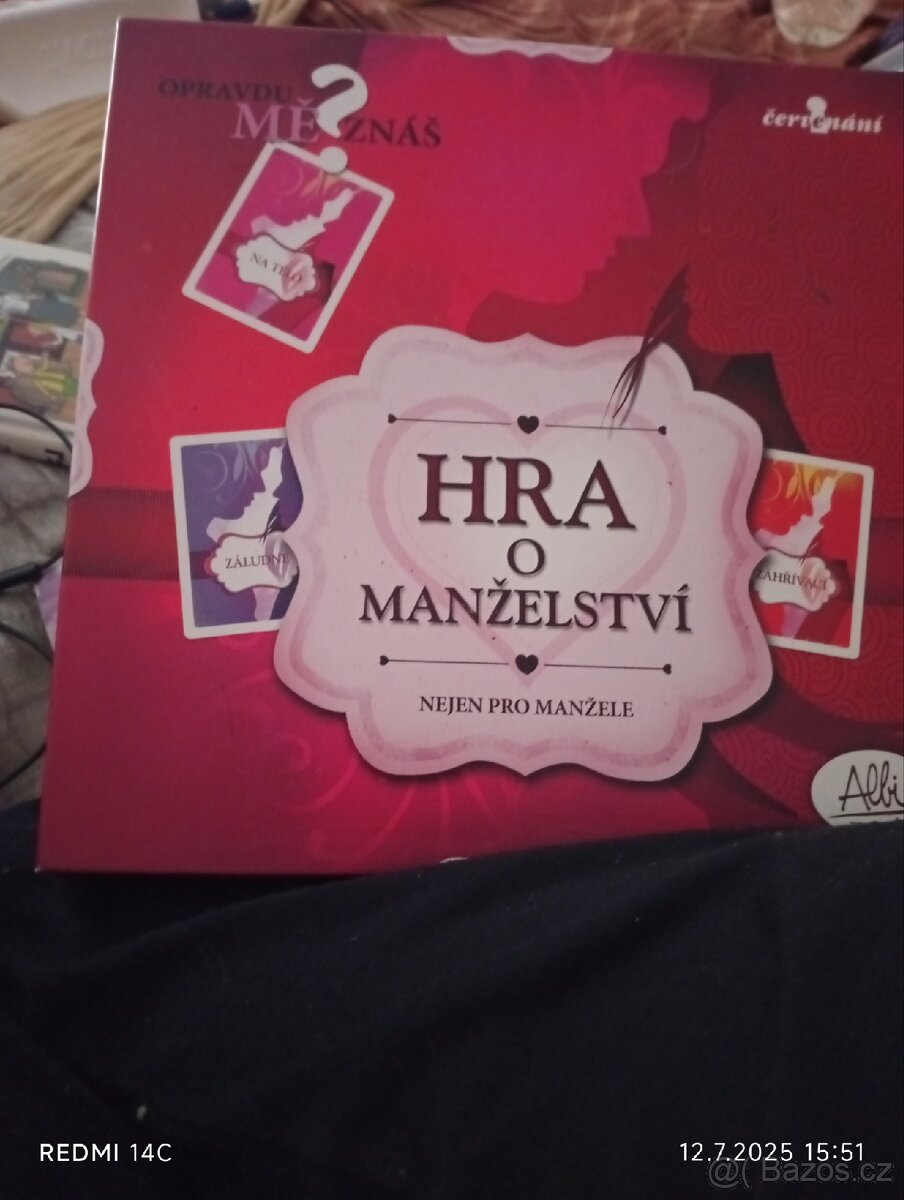 OPRAVDU
MĚ?ZNÁŠ
červenání
NA TĚLO
HRA
O
MANŽELSTVÍ
NEJEN PRO MANŽELE
ZÁLUDNÉ
ZAHŘÍVACÍ
Albi
REDMI 14C
12.7.2025 15:51
@( Bazoš.cz